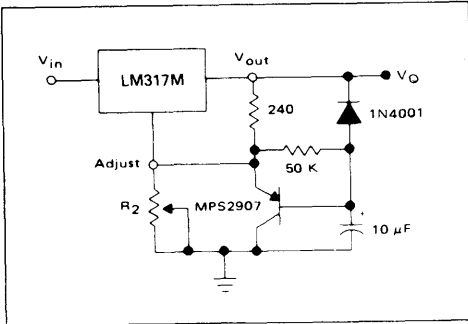 Vin
LM317M
Vout
VO
240
1N4001
50 K
Adjust
R2
MPS2907
+
10 µF